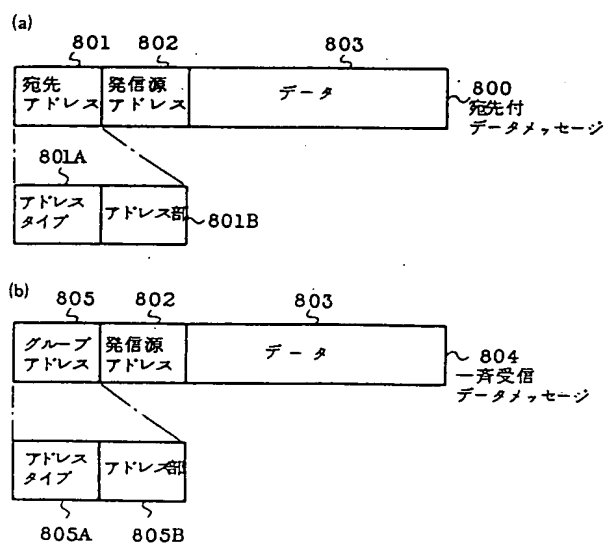 (a)
801 802 803
宛先
アドレス
発信源
アドレス
データ
800
宛先付
データメッセージ
801A
アドレス
タイプ
アドレス部
801B
(b)
805 802 803
グループ
アドレス
発信源
アドレス
データ
804
一斉受信
データメッセージ
アドレス
タイプ
アドレス部
805A 805B